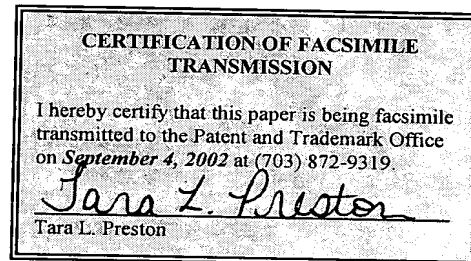 CERTIFICATION OF FACSIMILE
TRANSMISSION
I hereby certify that this paper is being facsimile
transmitted to the Patent and Trademark Office
on September 4, 2002 at (703) 872-9319.
Tara L. Preston
Tara L. Preston